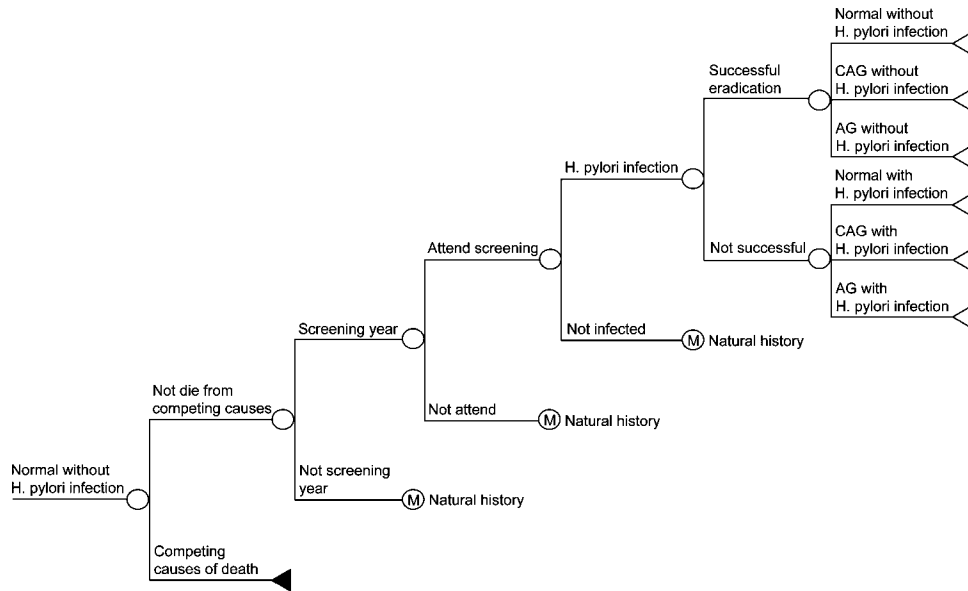 Normal without
H. pylori infection
CAG without
H. pylori infection
AG without
H. pylori infection
Successful
eradication
Normal with
H. pylori infection
CAG with
H. pylori infection
AG with
H. pylori infection
Not successful
H. pylori infection
Attend screening
Not infected
M Natural history
Screening year
Not attend
M Natural history
Not die from
competing causes
Not screening
year
M Natural history
Normal without
H. pylori infection
Competing
causes of death